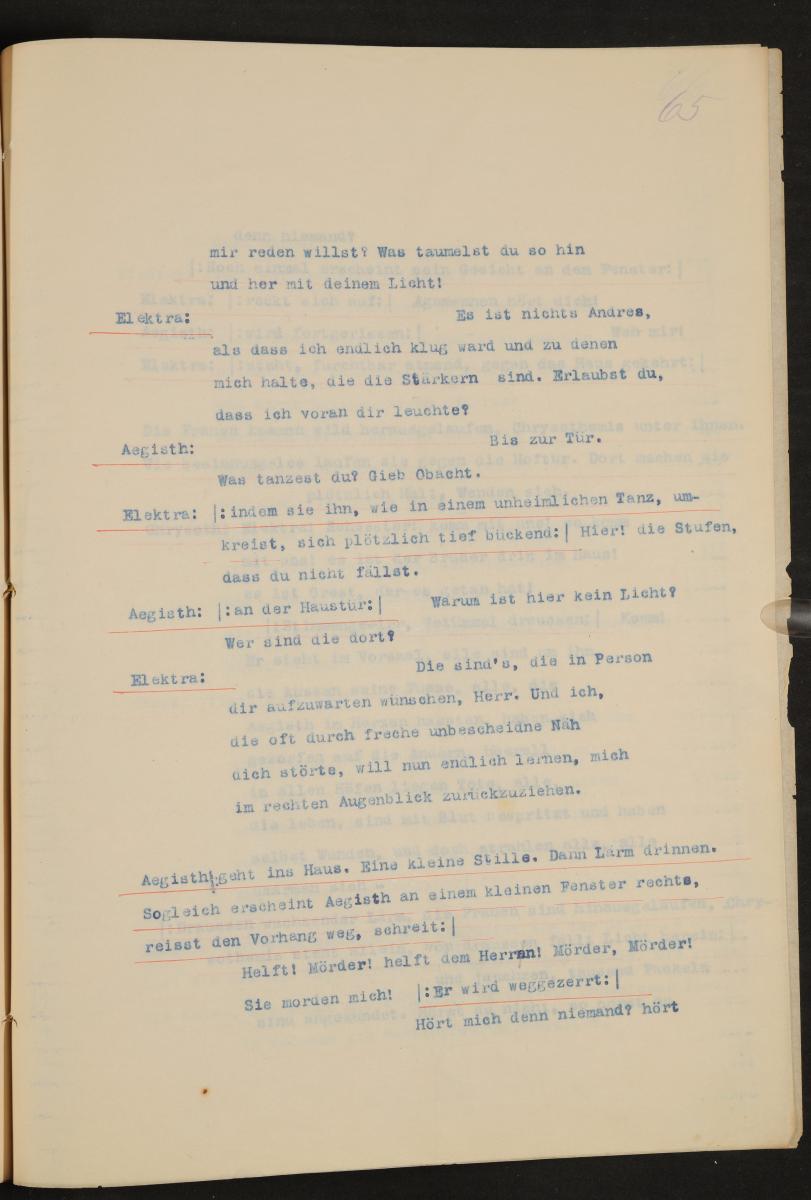 65
mir reden willst? Was taumelst du so hin
und her mit deinem Licht!
Elektra: Es ist nichts Andres,
als dass ich endlich klug ward und zu denen
mich halte, die die Stärkern sind. Erlaubst du,
dass ich voran dir leuchte?
Aegisth: Bis zur Tür.
Was tanzest du? Gieb Obacht.
Elektra: |:indem sie ihn, wie in einem unheimlichen Tanz, um-
kreist, sich plötzlich tief bückend:| Hier! die Stufen,
dass du nicht fällst.
Aegisth: |:an der Haustür:| Warum ist hier kein Licht?
Wer sind die dort?
Elektra: Die sind's, die in Person
dir aufzuwarten wünschen, Herr. Und ich,
die oft durch freche unbescheidne Näh
dich störte, will nun endlich lernen, mich
im rechten Augenblick zurückzuziehen.
Aegisth|:geht ins Haus. Eine kleine Stille. Dann Lärm drinnen.
Sogleich erscheint Aegisth an einem kleinen Fenster rechts,
reisst den Vorhang weg, schreit:|
Helft! Mörder! helft dem Herrn! Mörder, Mörder!
Sie morden mich! |:Er wird weggezerrt:|
Hört mich denn niemand? hört